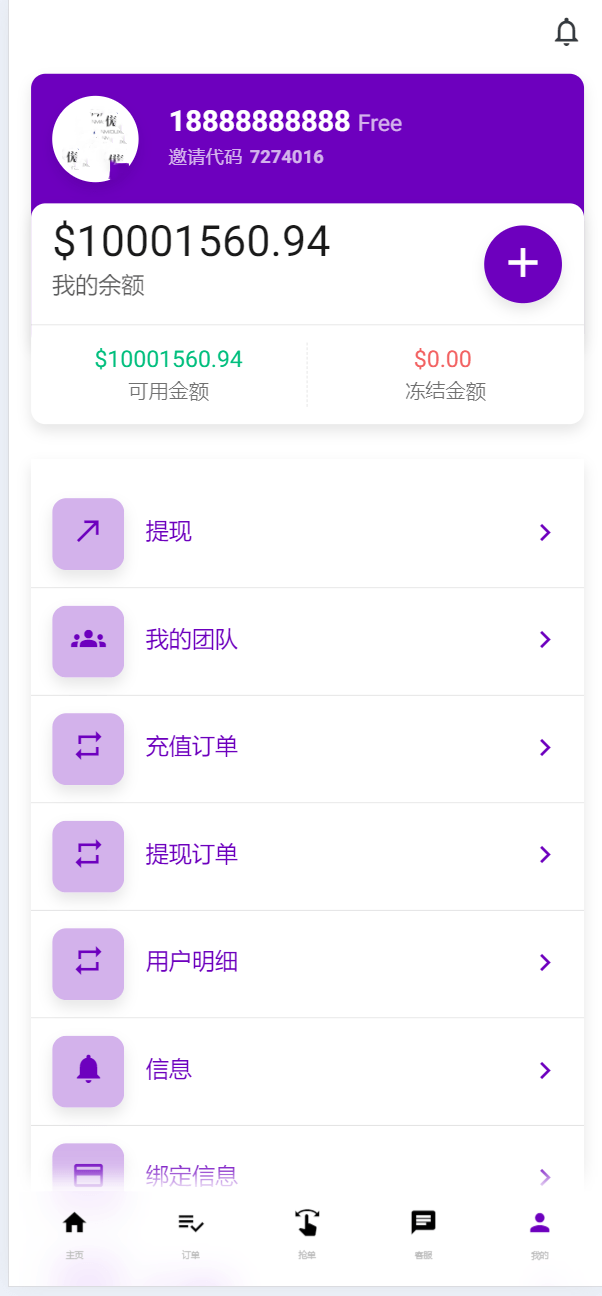 18888888888 Free
邀请代码 7274016
$10001560.94
我的余额
$10001560.94
$0.00
可用金额
冻结金额
提现
我的团队
充值订单
提现订单
用户明细
信息
绑定信息
主页
订单
抢单
客服
我的